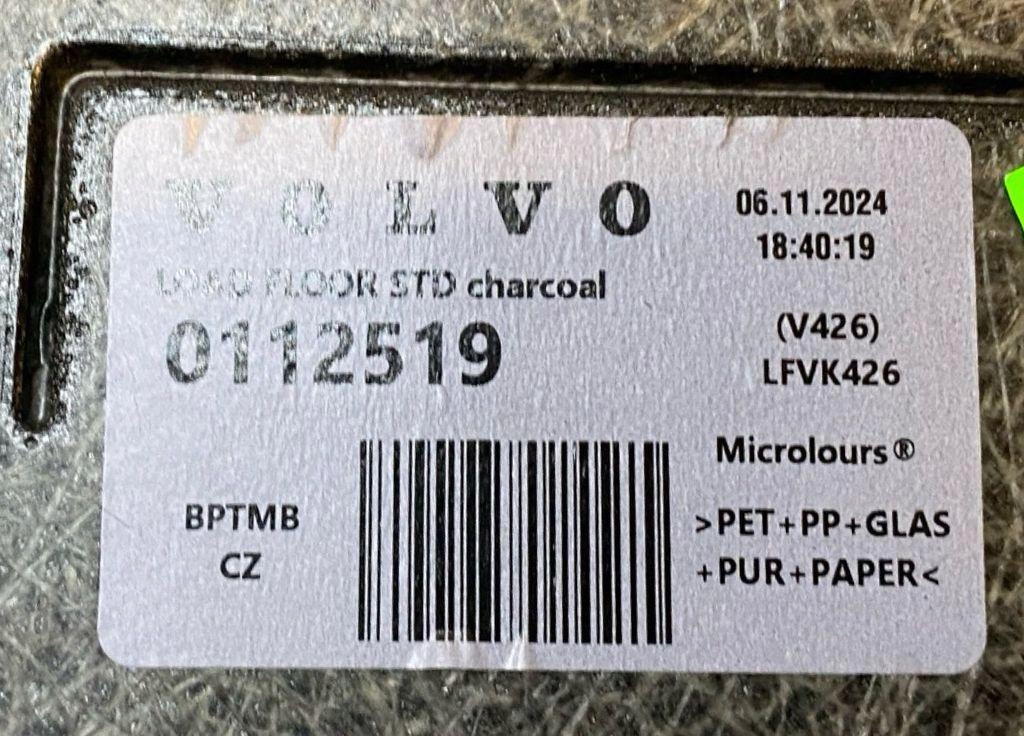 VOLVO
06.11.2024
18:40:19
LOAD FLOOR STD charcoal
0112519
(V426)
LFVK426
Microlours®
BPTMB
CZ
>PET+PP+GLAS
+PUR+PAPER<